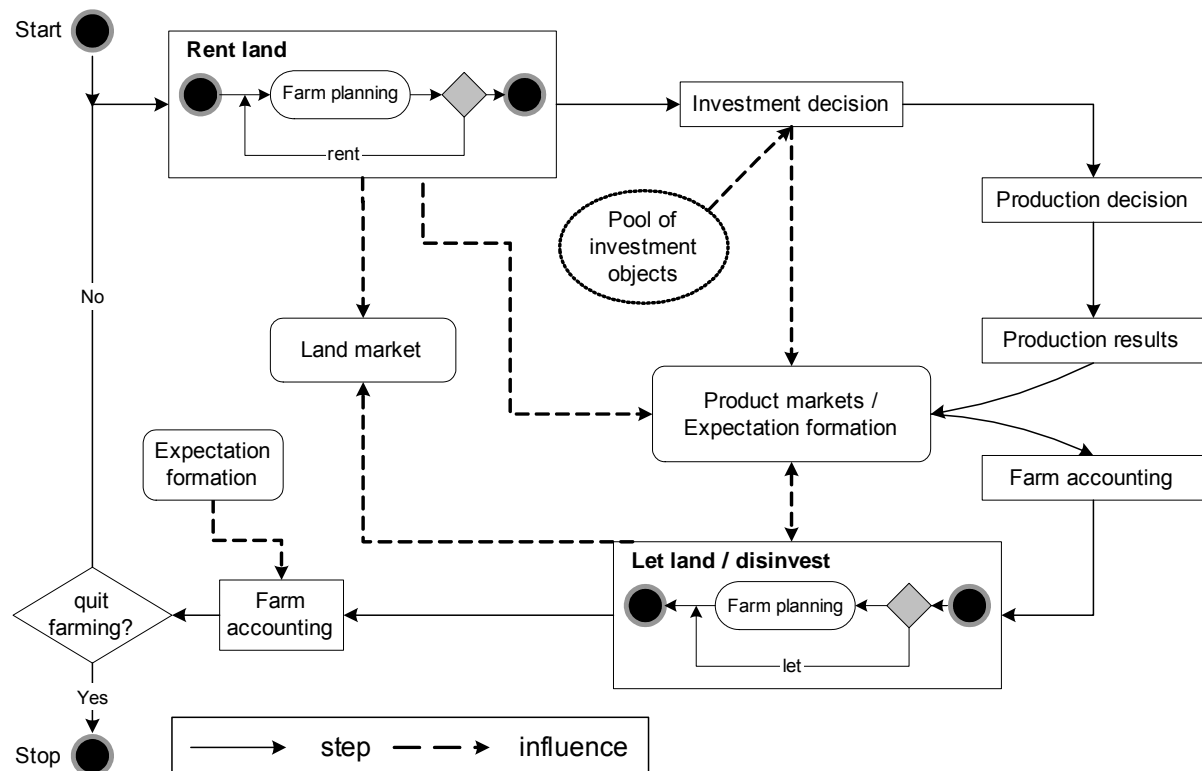 Start
Rent land
Farm planning
rent
Investment decision
Production decision
Pool of
investment
objects
No
Land market
Production results
Product markets /
Expectation formation
Expectation
formation
Farm accounting
Let land / disinvest
Farm planning
let
quit
farming?
Farm
accounting
Yes
Stop
step
influence